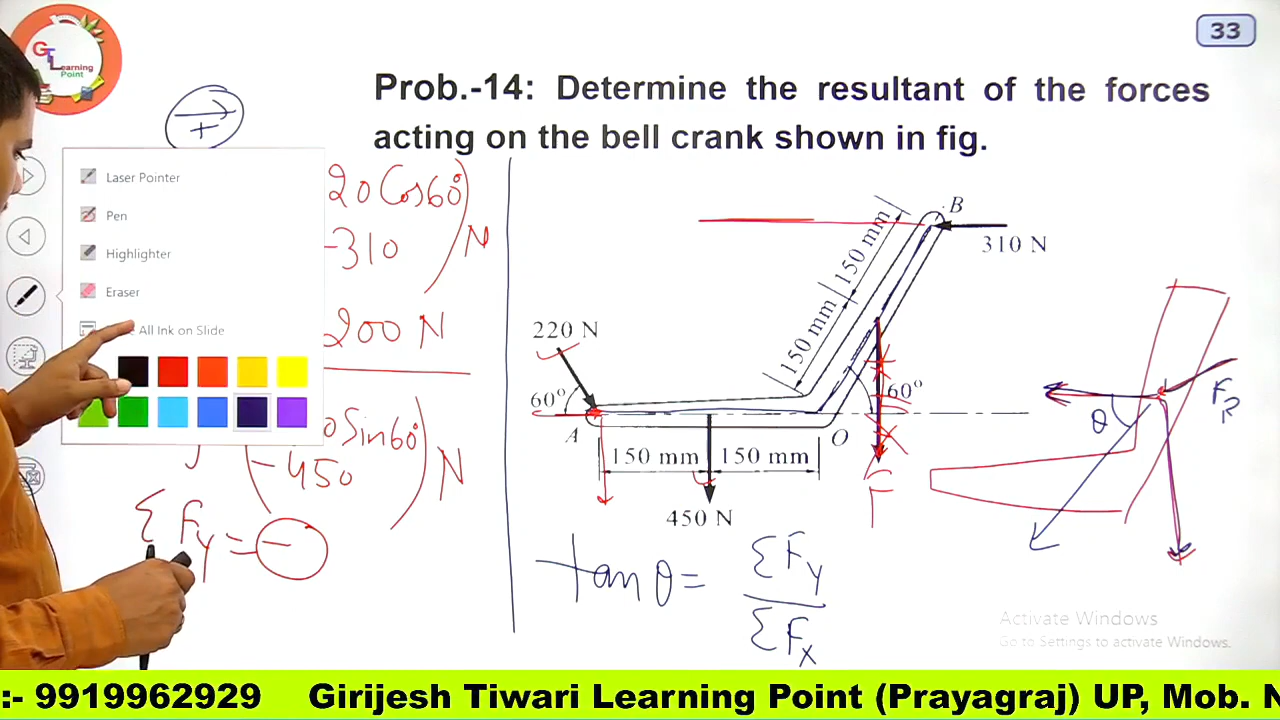 33
GT Learning
Point
Prob.-14: Determine the resultant of the forces
acting on the bell crank shown in fig.
→
+
Laser Pointer
Pen
Highlighter
Eraser
All Ink on Slide
20 Cos60°
-310
N
200 N
Sin60°
-450
N
ΣFy = -
B
310 N
150 mm
150 mm
220 N
60°
60°
A
O
150 mm
150 mm
450 N
F
θ
FR
tanθ = ΣFy
ΣFx
Activate Windows
Go to Settings to activate Windows.
:- 9919962929 Girijesh Tiwari Learning Point (Prayagraj) UP, Mob. N